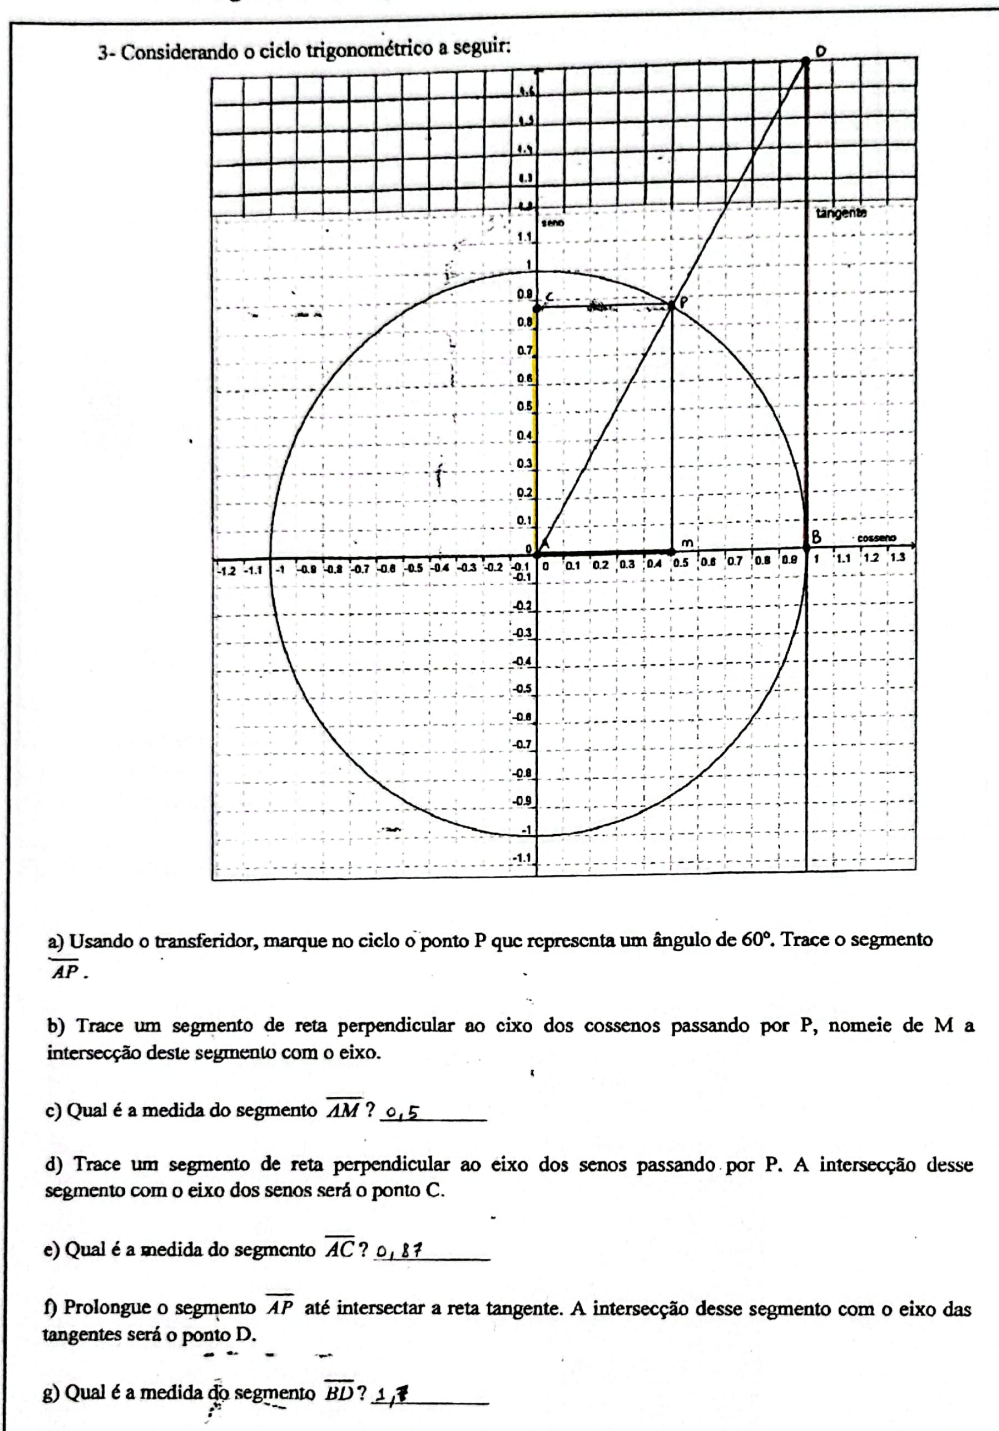 3- Considerando o ciclo trigonométrico a seguir:
D
1.6
1.5
1.4
1.3
1.2
tangente
seno
1.1
1
0.9
C
P
0.8
0.7
0.6
0.5
0.4
0.3
0.2
0.1
0
A
m
B
cosseno
-1.2 -1.1 -1 -0.9 -0.8 -0.7 -0.6 -0.5 -0.4 -0.3 -0.2 -0.1 0 0.1 0.2 0.3 0.4 0.5 0.6 0.7 0.8 0.9 1 1.1 1.2 1.3
-0.1
-0.2
-0.3
-0.4
-0.5
-0.6
-0.7
-0.8
-0.9
-1
-1.1
a) Usando o transferidor, marque no ciclo o ponto P que representa um ângulo de 60º. Trace o segmento
AP .
b) Trace um segmento de reta perpendicular ao eixo dos cossenos passando por P, nomeie de M a
intersecção deste segmento com o eixo.
c) Qual é a medida do segmento AM ? 0,5
d) Trace um segmento de reta perpendicular ao eixo dos senos passando por P. A intersecção desse
segmento com o eixo dos senos será o ponto C.
e) Qual é a medida do segmento AC ? 0,87
f) Prolongue o segmento AP até intersectar a reta tangente. A intersecção desse segmento com o eixo das
tangentes será o ponto D.
g) Qual é a medida do segmento BD ? 1,7